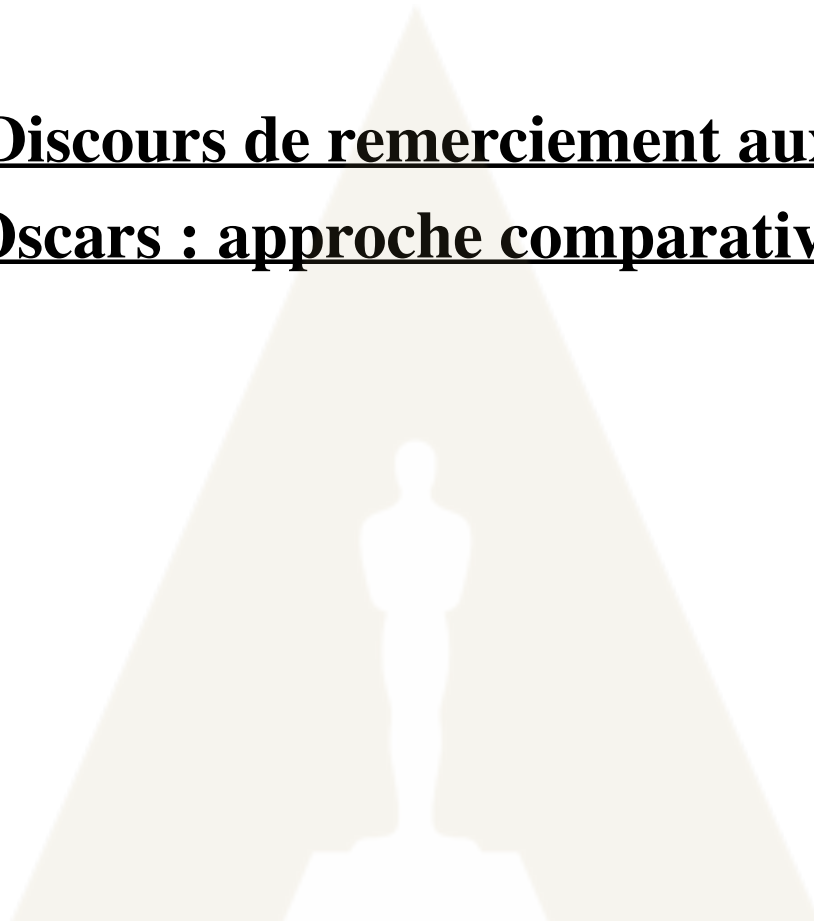 Discours de remerciement aux
Oscars : approche comparativ